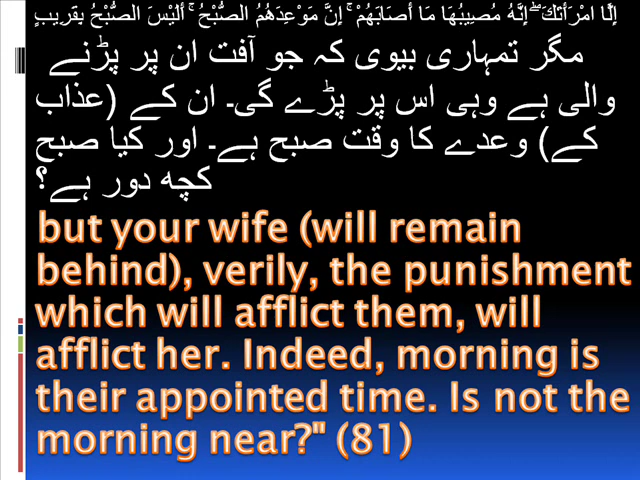 إِلَّا امْرَأَتَكَ ۖ إِنَّهُ مُصِيبُهَا مَا أَصَابَهُمْ ۚ إِنَّ مَوْعِدَهُمُ الصُّبْحُ ۚ أَلَيْسَ الصُّبْحُ بِقَرِيبٍ
مگر تمہاری بیوی کہ جو آفت ان پر پڑنے
والی ہے وہی اس پر پڑے گی۔ ان کے (عذاب
کے) وعدے کا وقت صبح ہے۔ اور کیا صبح
کچھ دور ہے؟
but your wife (will remain
behind), verily, the punishment
which will afflict them, will
afflict her. Indeed, morning is
their appointed time. Is not the
morning near?" (81)